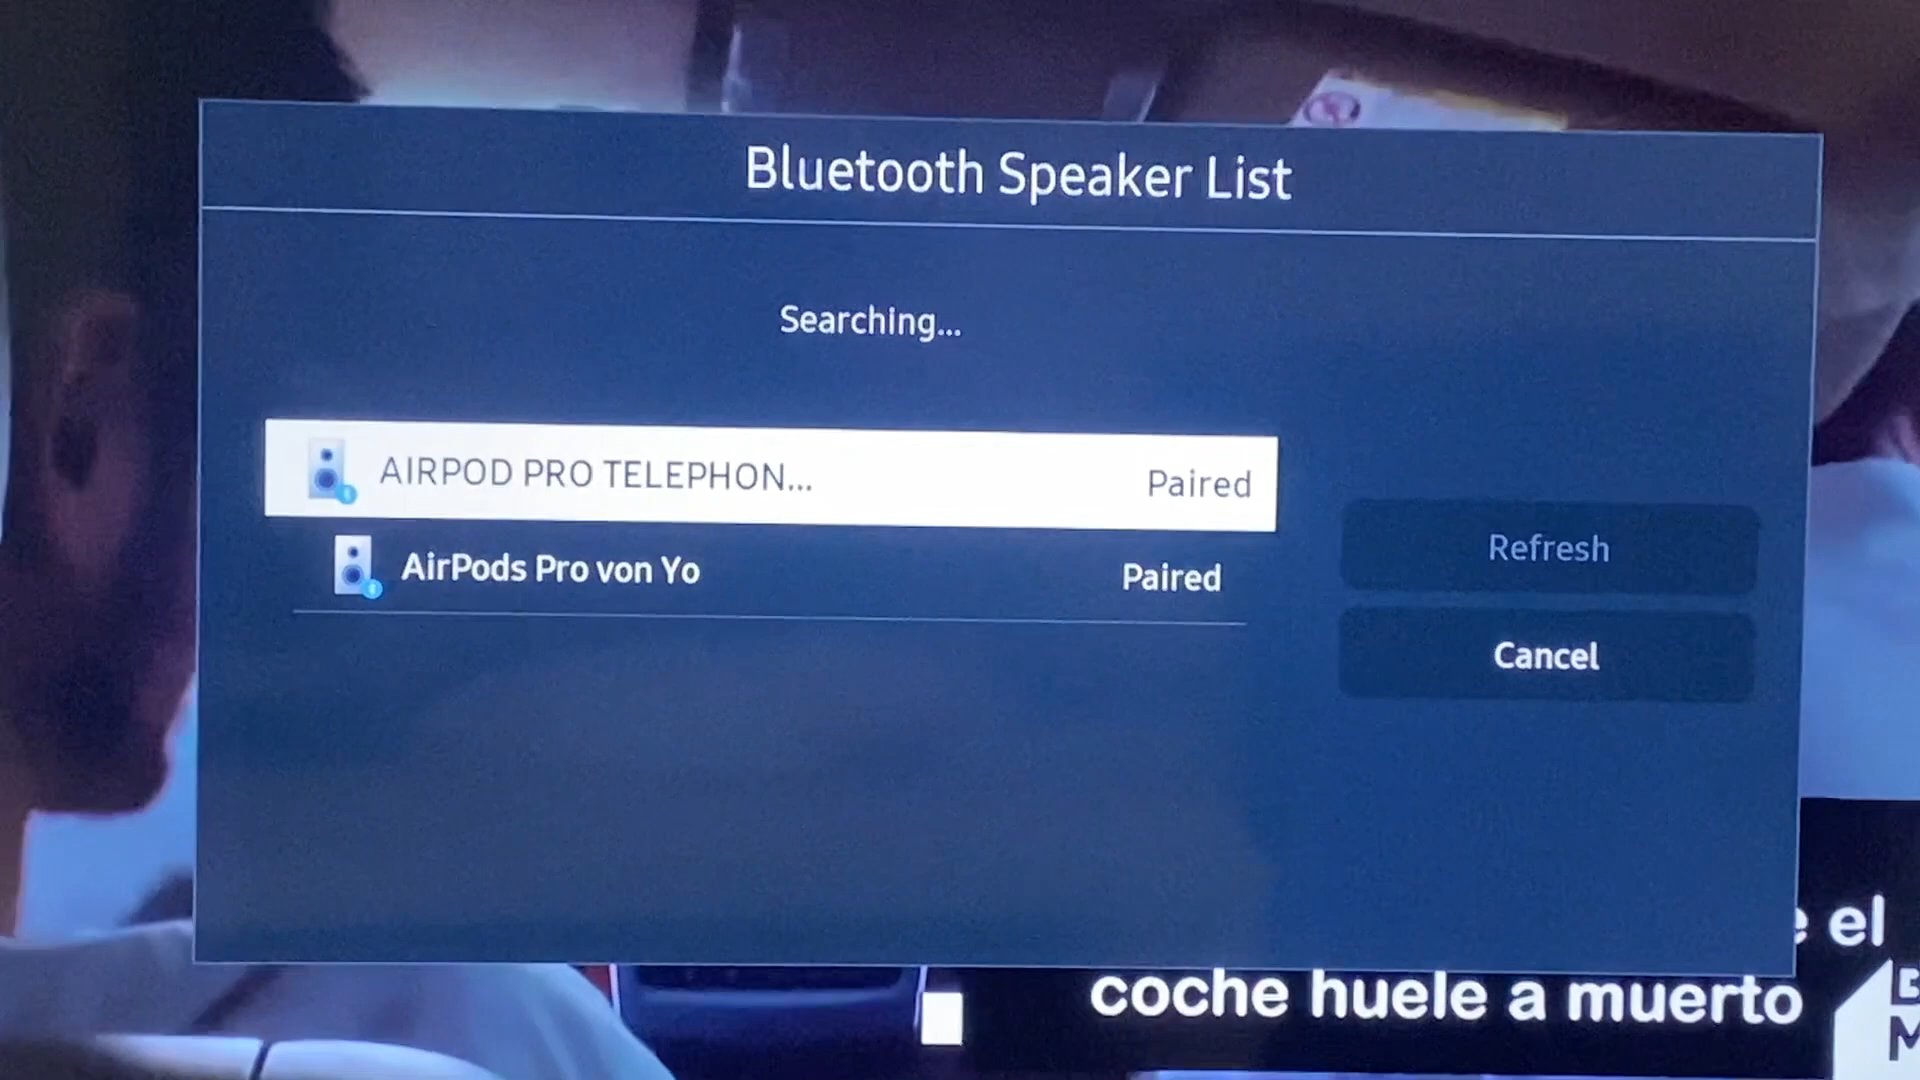 Bluetooth Speaker List
Searching...
AIRPOD PRO TELEPHON... Paired
AirPods Pro von Yo Paired
Refresh
Cancel
el
coche huele a muerto